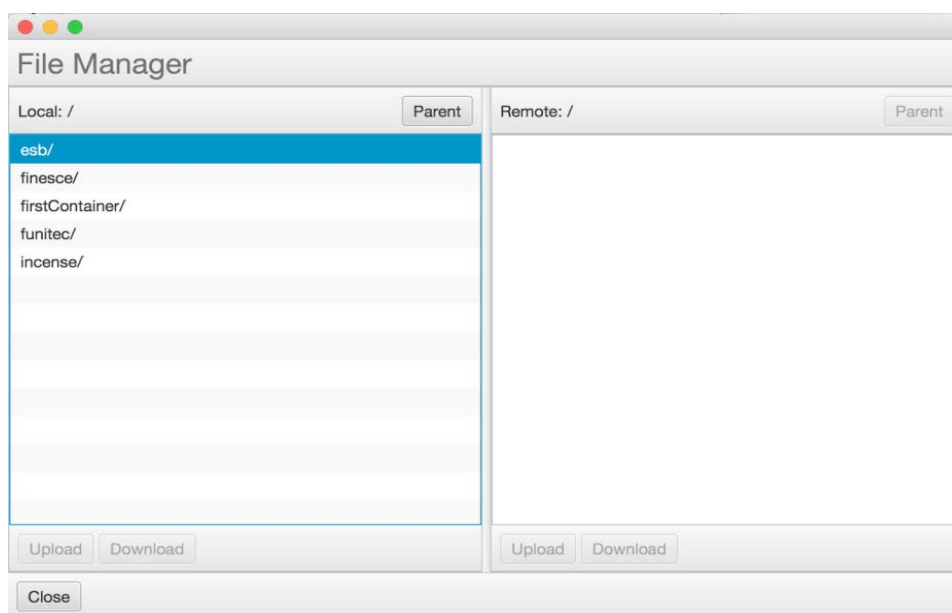 File Manager
Local: /
Parent
Remote: /
Parent
esb/
finesce/
firstContainer/
funitec/
incense/
Upload Download
Upload Download
Close